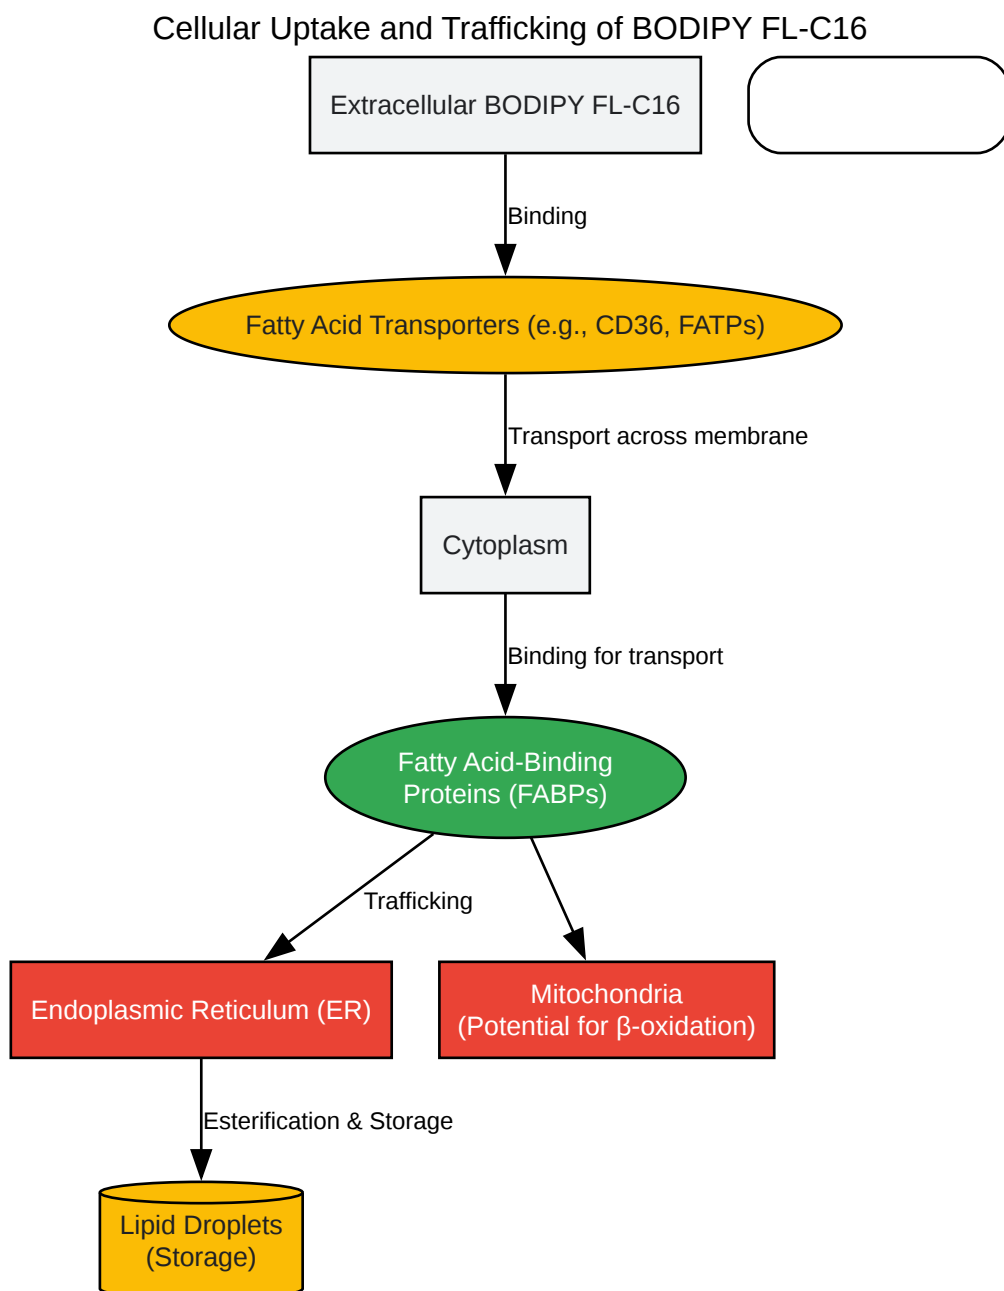 Cellular Uptake and Trafficking of BODIPY FL-C16
Extracellular BODIPY FL-C16
Binding
Fatty Acid Transporters (e.g., CD36, FATPs)
Transport across membrane
Cytoplasm
Binding for transport
Fatty Acid-Binding
Proteins (FABPs)
Trafficking
Endoplasmic Reticulum (ER)
Mitochondria
(Potential for β-oxidation)
Esterification & Storage
Lipid Droplets
(Storage)